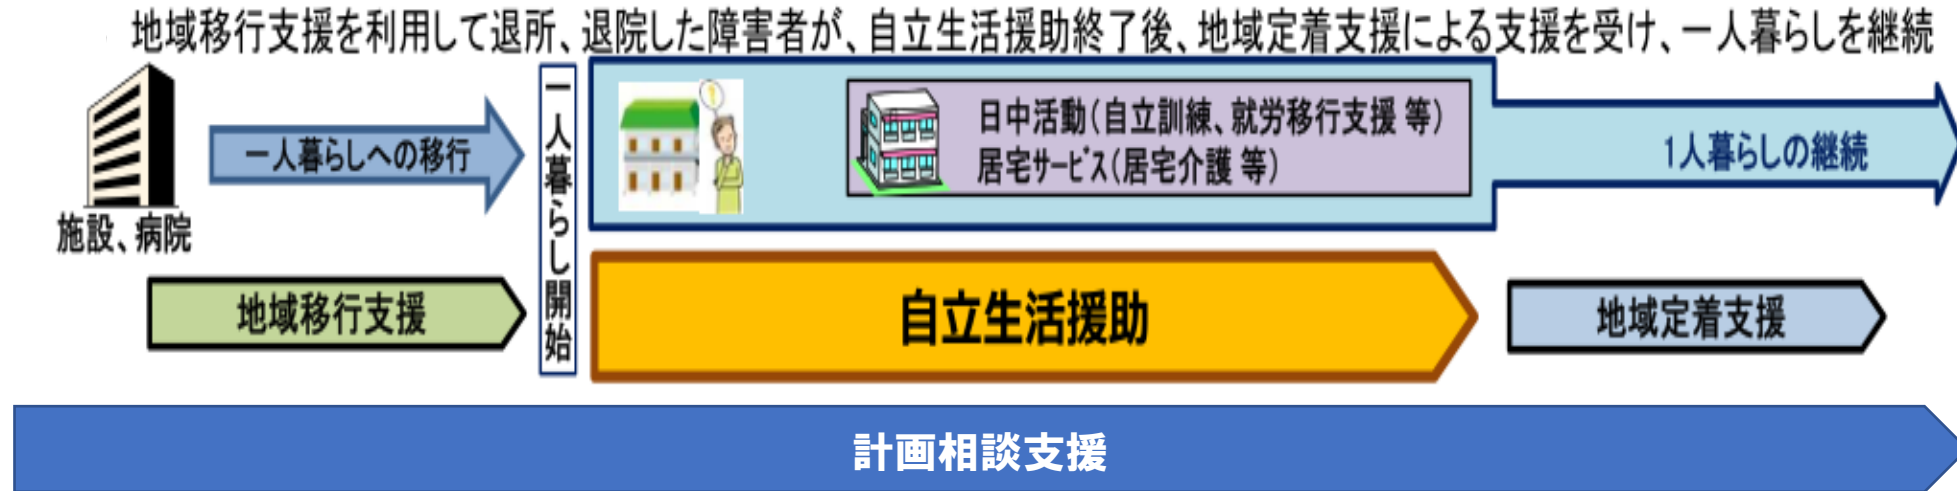 地域移行支援を利用して退所、退院した障害者が、自立生活援助終了後、地域定着支援による支援を受け、一人暮らしを継続
施設、病院
一人暮らしへの移行
一人暮らし開始
日中活動（自立訓練、就労移行支援 等）
居宅サービス（居宅介護 等）
1人暮らしの継続
地域移行支援
自立生活援助
地域定着支援
計画相談支援